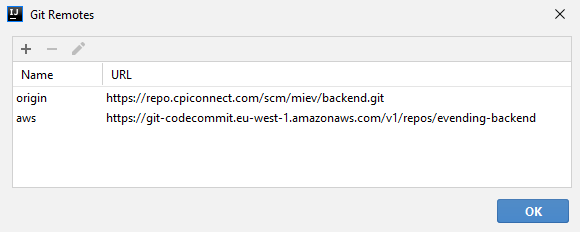 IJ Git Remotes
Name URL
origin https://repo.cpiconnect.com/scm/miev/backend.git
aws https://git-codecommit.eu-west-1.amazonaws.com/v1/repos/evending-backend
OK